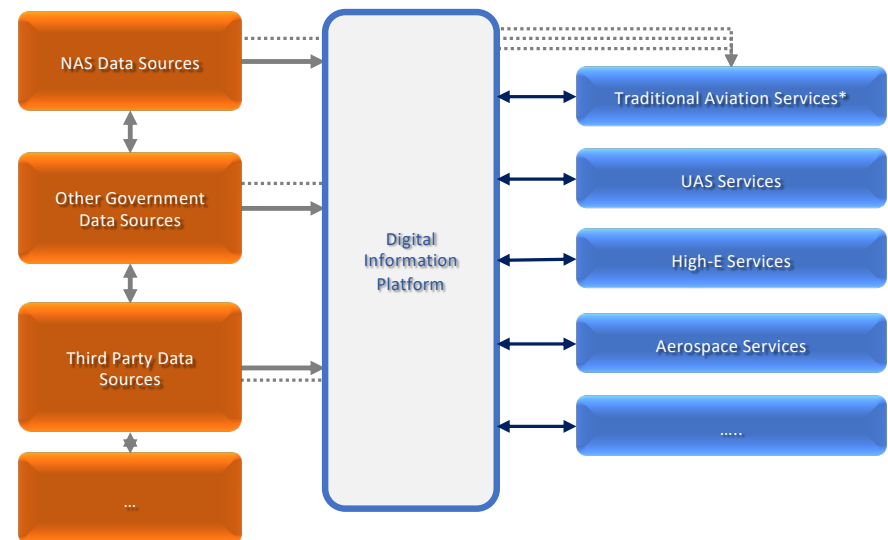 NAS Data Sources
Other Government
Data Sources
Third Party Data
Sources
…
Digital
Information
Platform
Traditional Aviation Services*
UAS Services
High-E Services
Aerospace Services
…..